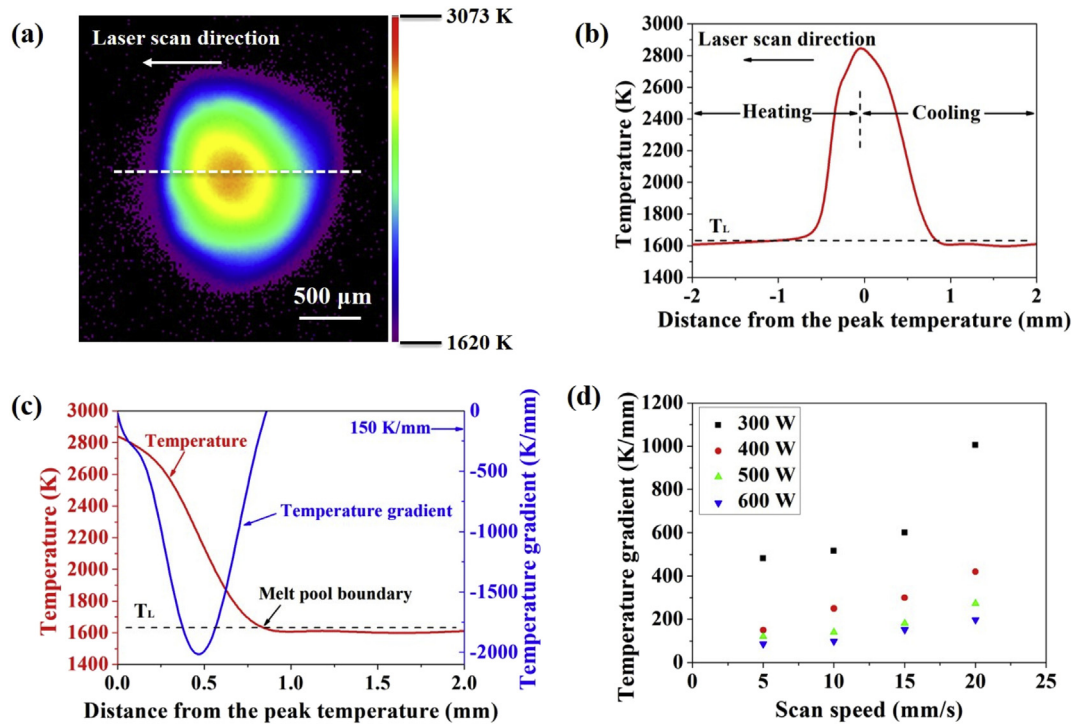 (a)
Laser scan direction
500 μm
3073 K
1620 K
(b)
Laser scan direction
Heating
Cooling
T_L
Temperature (K)
3000
2800
2600
2400
2200
2000
1800
1600
1400
-2 -1 0 1 2
Distance from the peak temperature (mm)
(c)
Temperature (K)
3000
2800
2600
2400
2200
2000
1800
1600
1400
Temperature
150 K/mm
Temperature gradient
Melt pool boundary
T_L
0
-500
-1000
-1500
-2000
Temperature gradient (K/mm)
0.0 0.5 1.0 1.5 2.0
Distance from the peak temperature (mm)
(d)
Temperature gradient (K/mm)
1200
1000
800
600
400
200
0
300 W
400 W
500 W
600 W
0 5 10 15 20 25
Scan speed (mm/s)